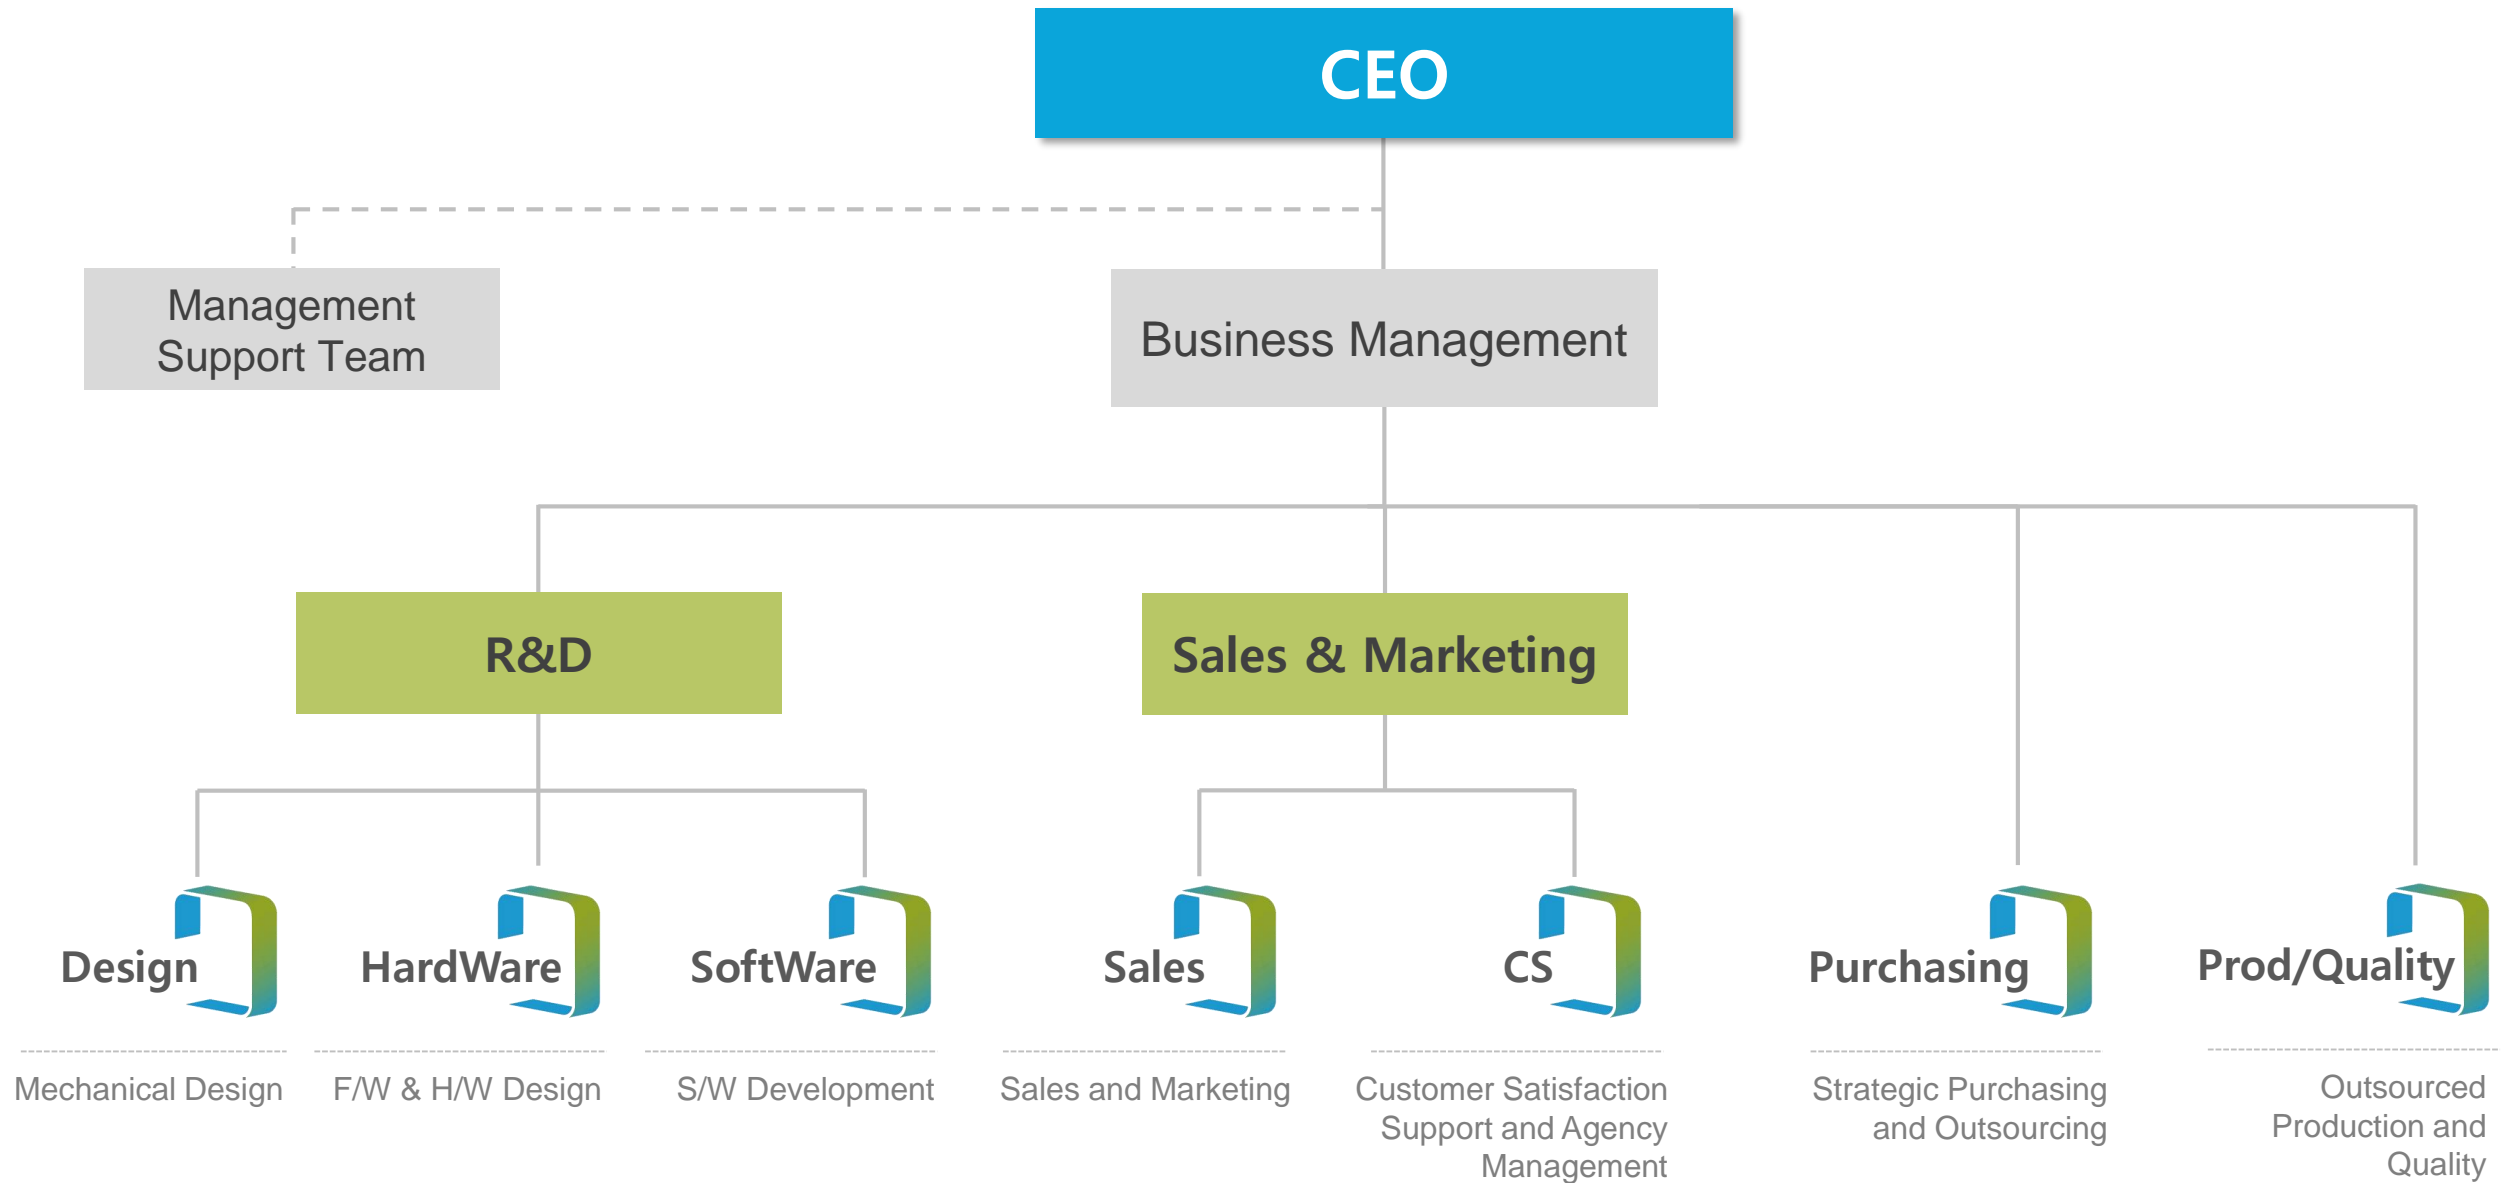 CEO
Management
Support Team
Business Management
R&D
Sales & Marketing
Design
HardWare
SoftWare
Sales
CS
Purchasing
Prod/Quality
Mechanical Design
F/W & H/W Design
S/W Development
Sales and Marketing
Customer Satisfaction
Support and Agency
Management
Strategic Purchasing
and Outsourcing
Outsourced
Production and
Quality